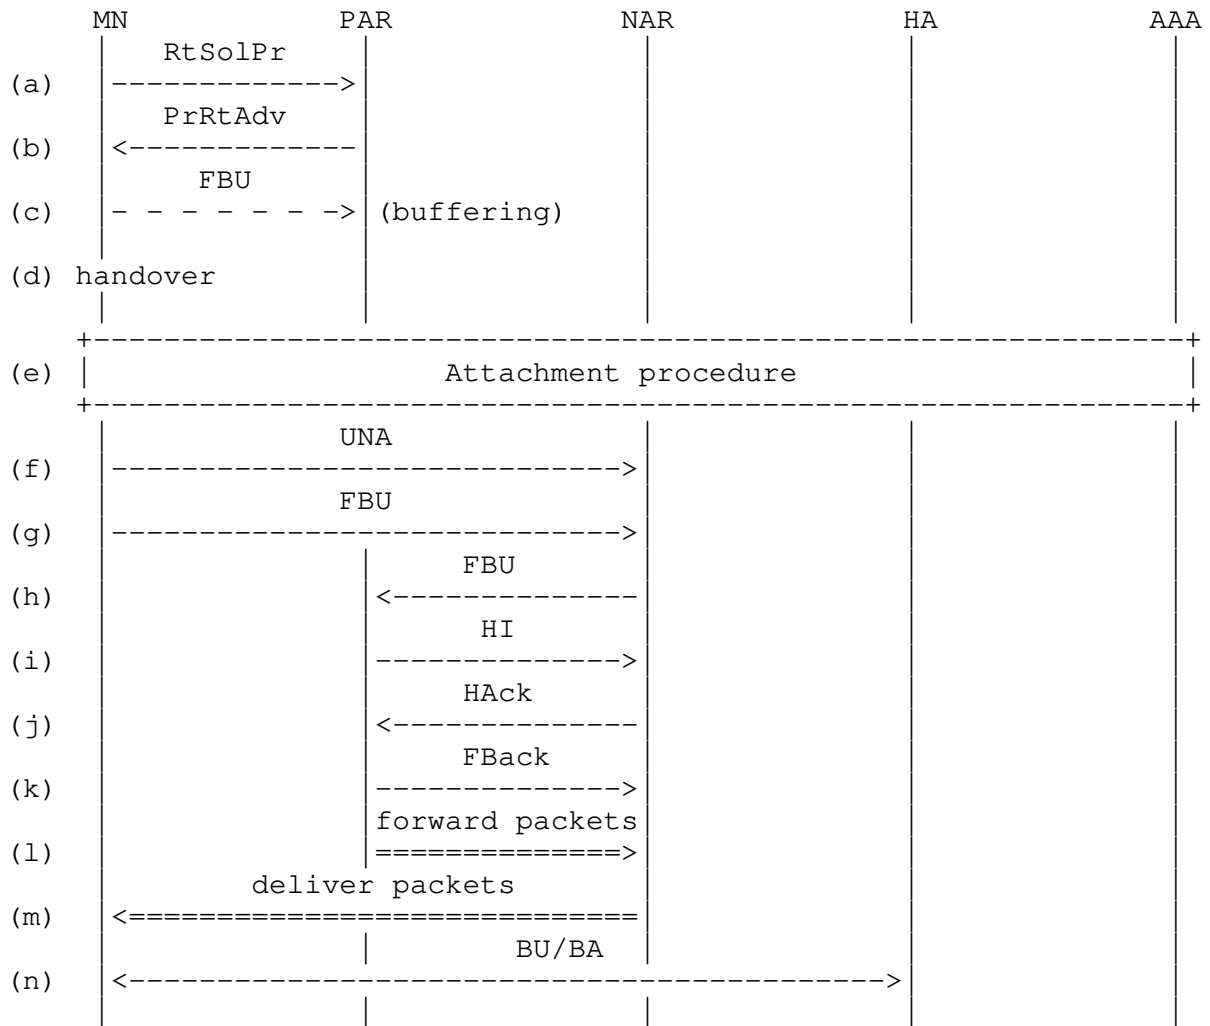 MN PAR NAR HA AAA
RtSolPr
(a)
PrRtAdv
(b)
FBU
(c) (buffering)
(d) handover
(e) Attachment procedure
UNA
(f)
FBU
(g)
FBU
(h)
HI
(i)
HAck
(j)
FBack
(k)
forward packets
(l)
deliver packets
(m)
BU/BA
(n)